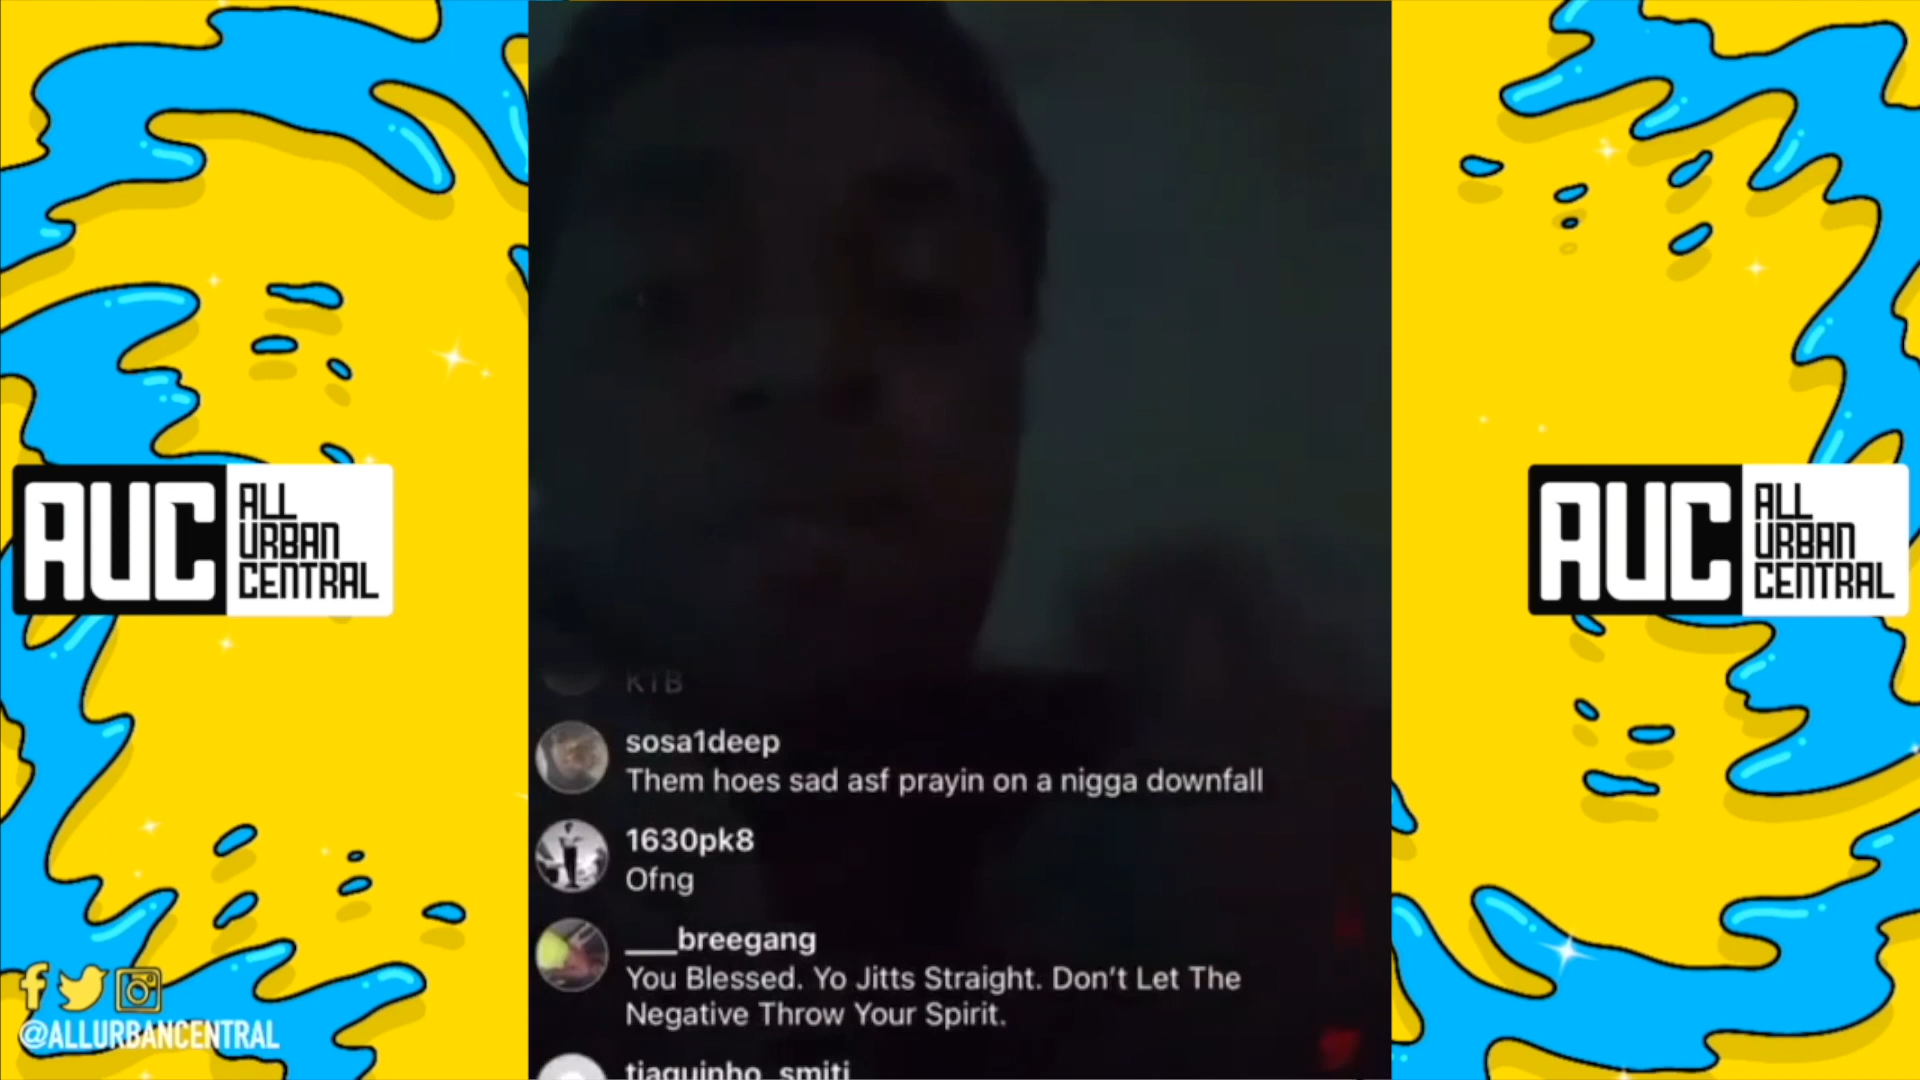 KTB
sosa1deep
Them hoes sad asf prayin on a nigga downfall
1630pk8
Ofng
___breegang
You Blessed. Yo Jitts Straight. Don't Let The
Negative Throw Your Spirit.
tiaguinho_smiti
AUC
ALL
URBAN
CENTRAL
AUC
ALL
URBAN
CENTRAL
@ALLURBANCENTRAL